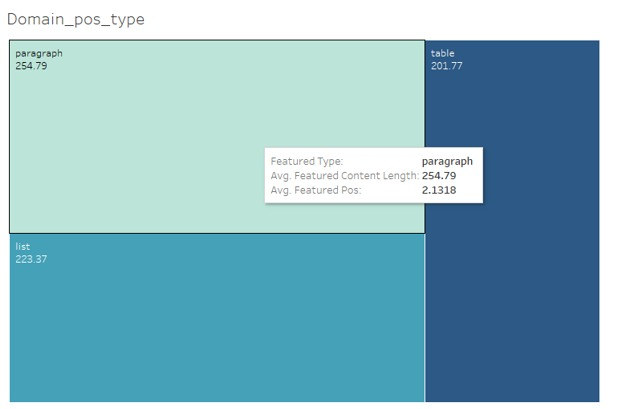 Domain_pos_type
paragraph
254.79
table
201.77
Featured Type: paragraph
Avg. Featured Content Length: 254.79
Avg. Featured Pos: 2.1318
list
223.37